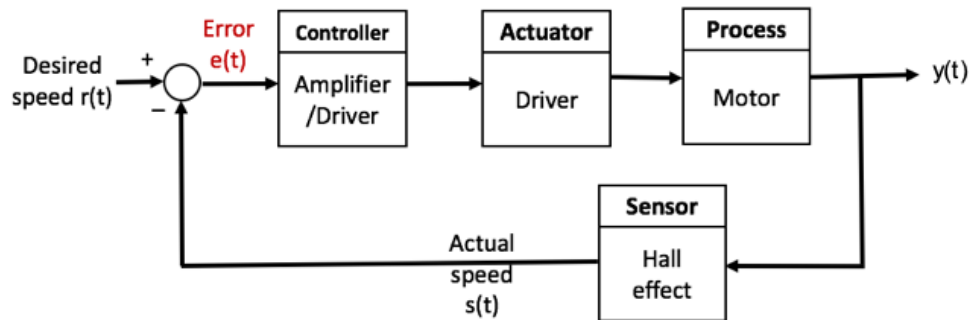 Desired
speed r(t)
+
–
Error
e(t)
Controller
Amplifier
/Driver
Actuator
Driver
Process
Motor
y(t)
Sensor
Hall
effect
Actual
speed
s(t)